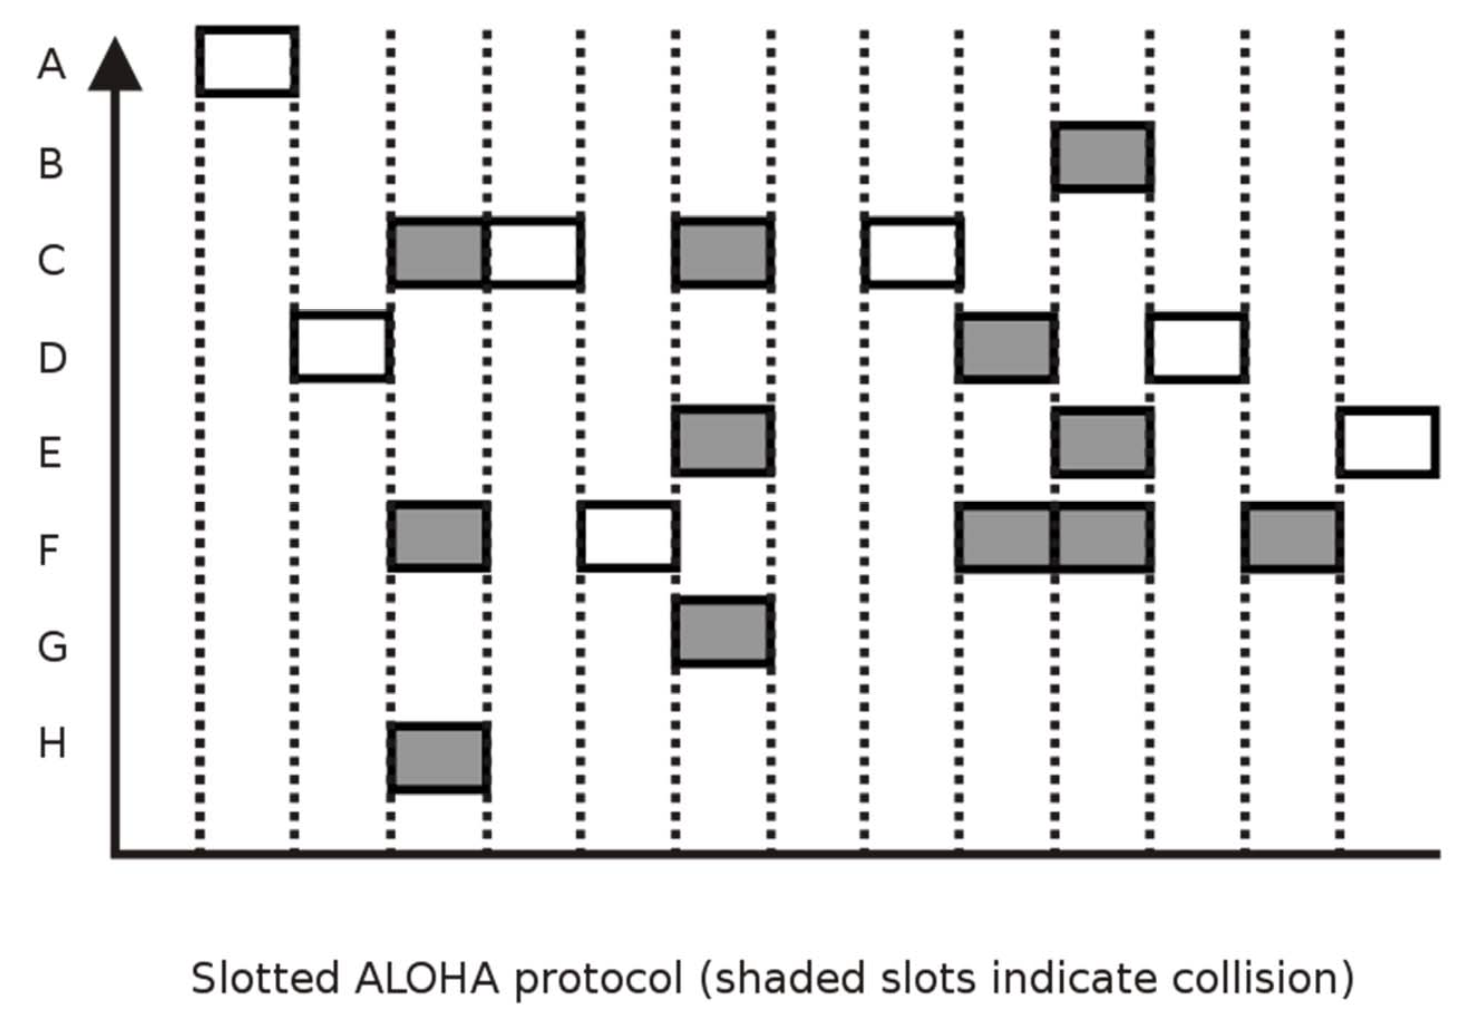 A
B
C
D
E
F
G
H
Slotted ALOHA protocol (shaded slots indicate collision)